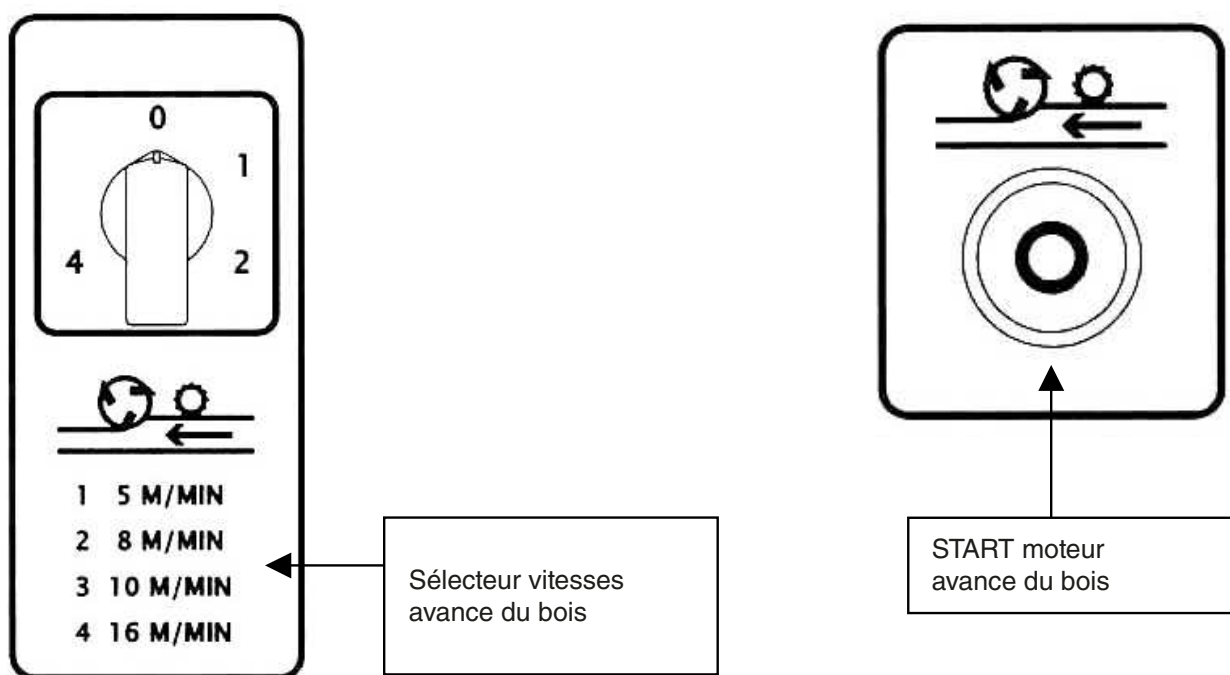 0
1
4
2
1 5 M/MIN
2 8 M/MIN
3 10 M/MIN
4 16 M/MIN
Sélecteur vitesses
avance du bois
START moteur
avance du bois